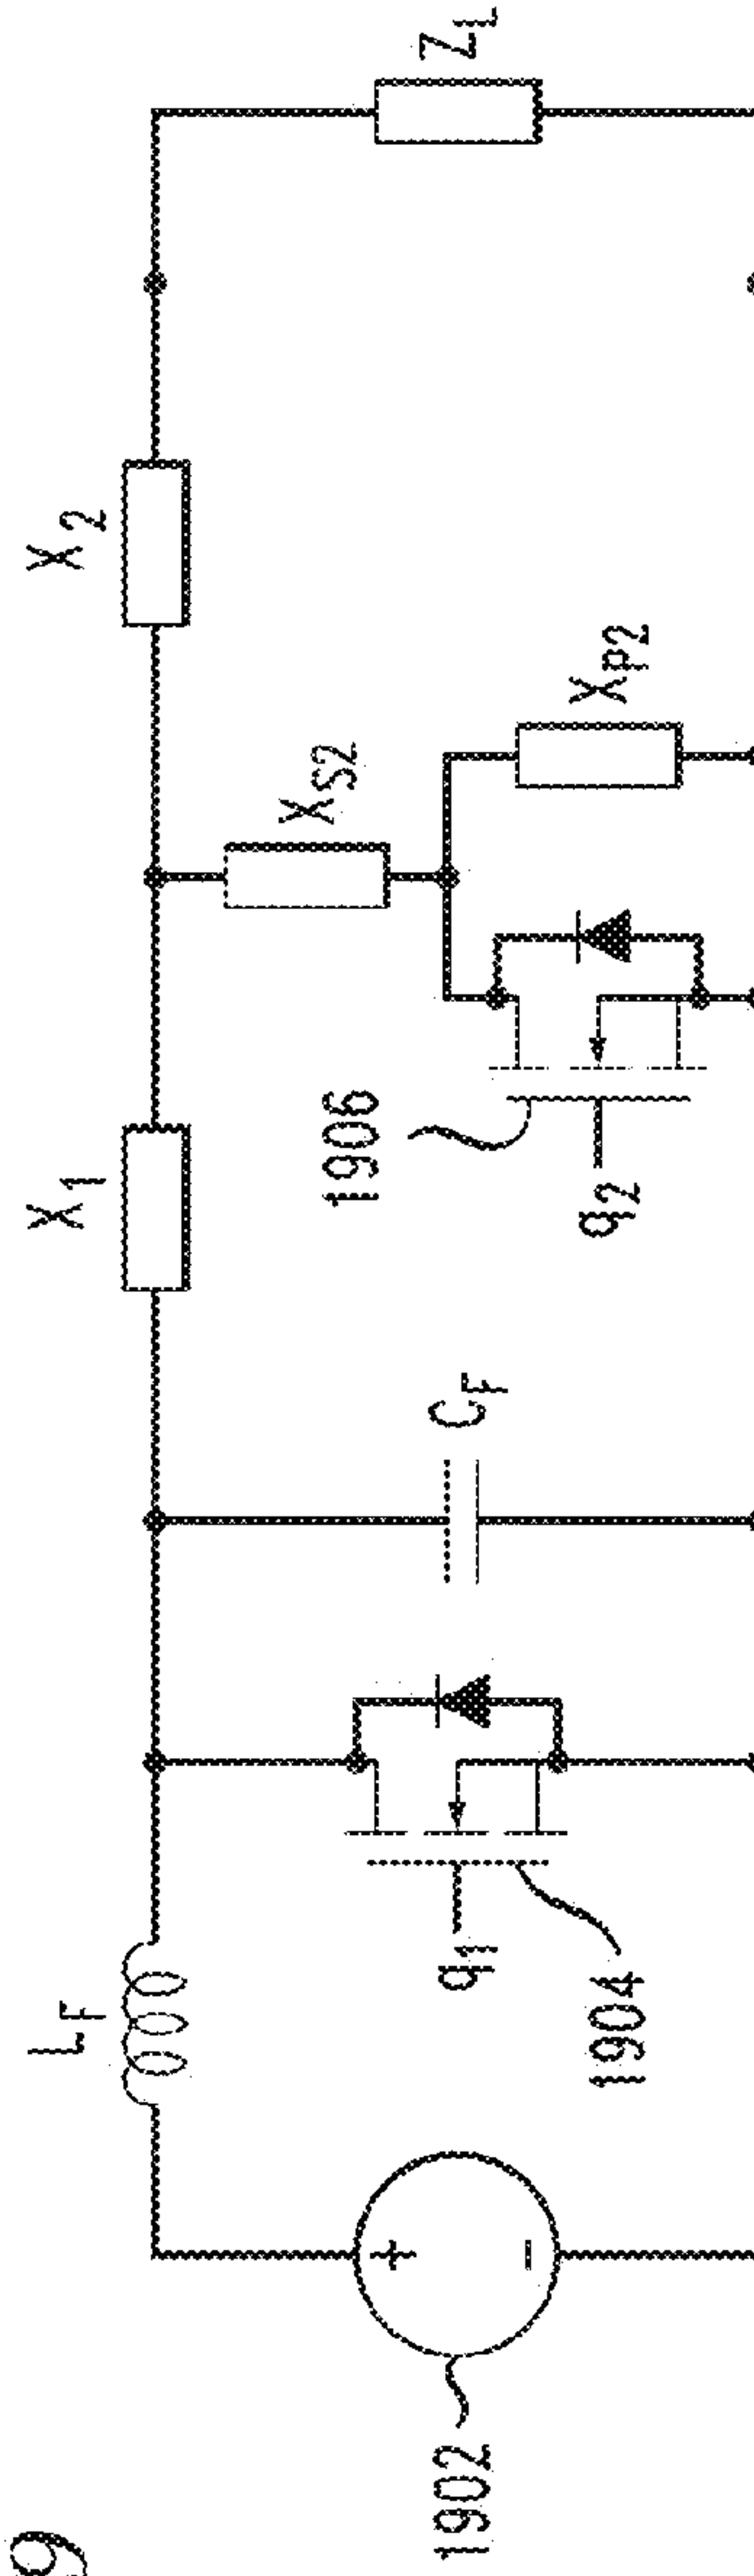 L_F
X_1
X_2
Z_L
X_S2
X_P2
C_F
1906
q_2
q_1
1904
+
-
1902
9